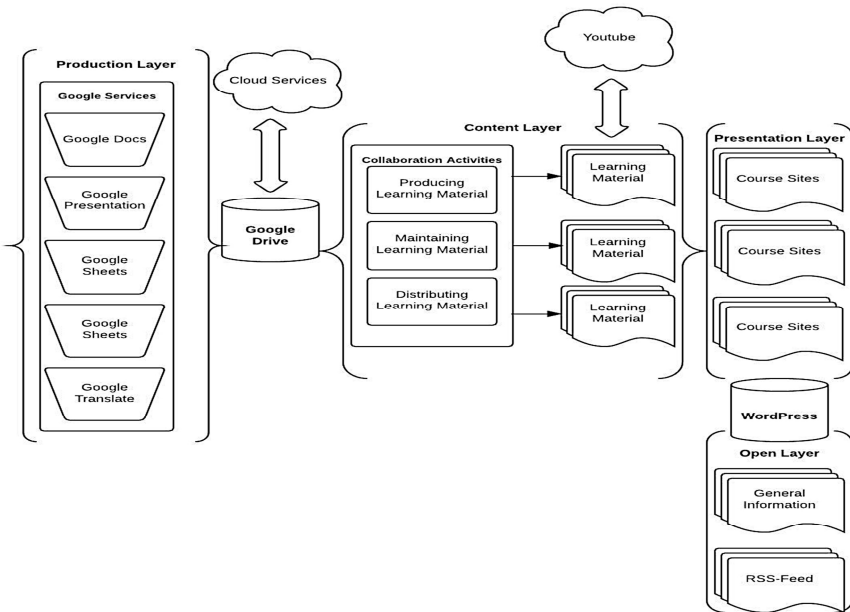 Production Layer
Google Services
Google Docs
Google
Presentation
Google
Sheets
Google
Sheets
Google
Translate
Cloud Services
Google
Drive
Content Layer
Collaboration Activities
Producing
Learning Material
Maintaining
Learning Material
Distributing
Learning Material
Youtube
Learning
Material
Learning
Material
Learning
Material
Presentation Layer
Course Sites
Course Sites
Course Sites
WordPress
Open Layer
General
Information
RSS-Feed